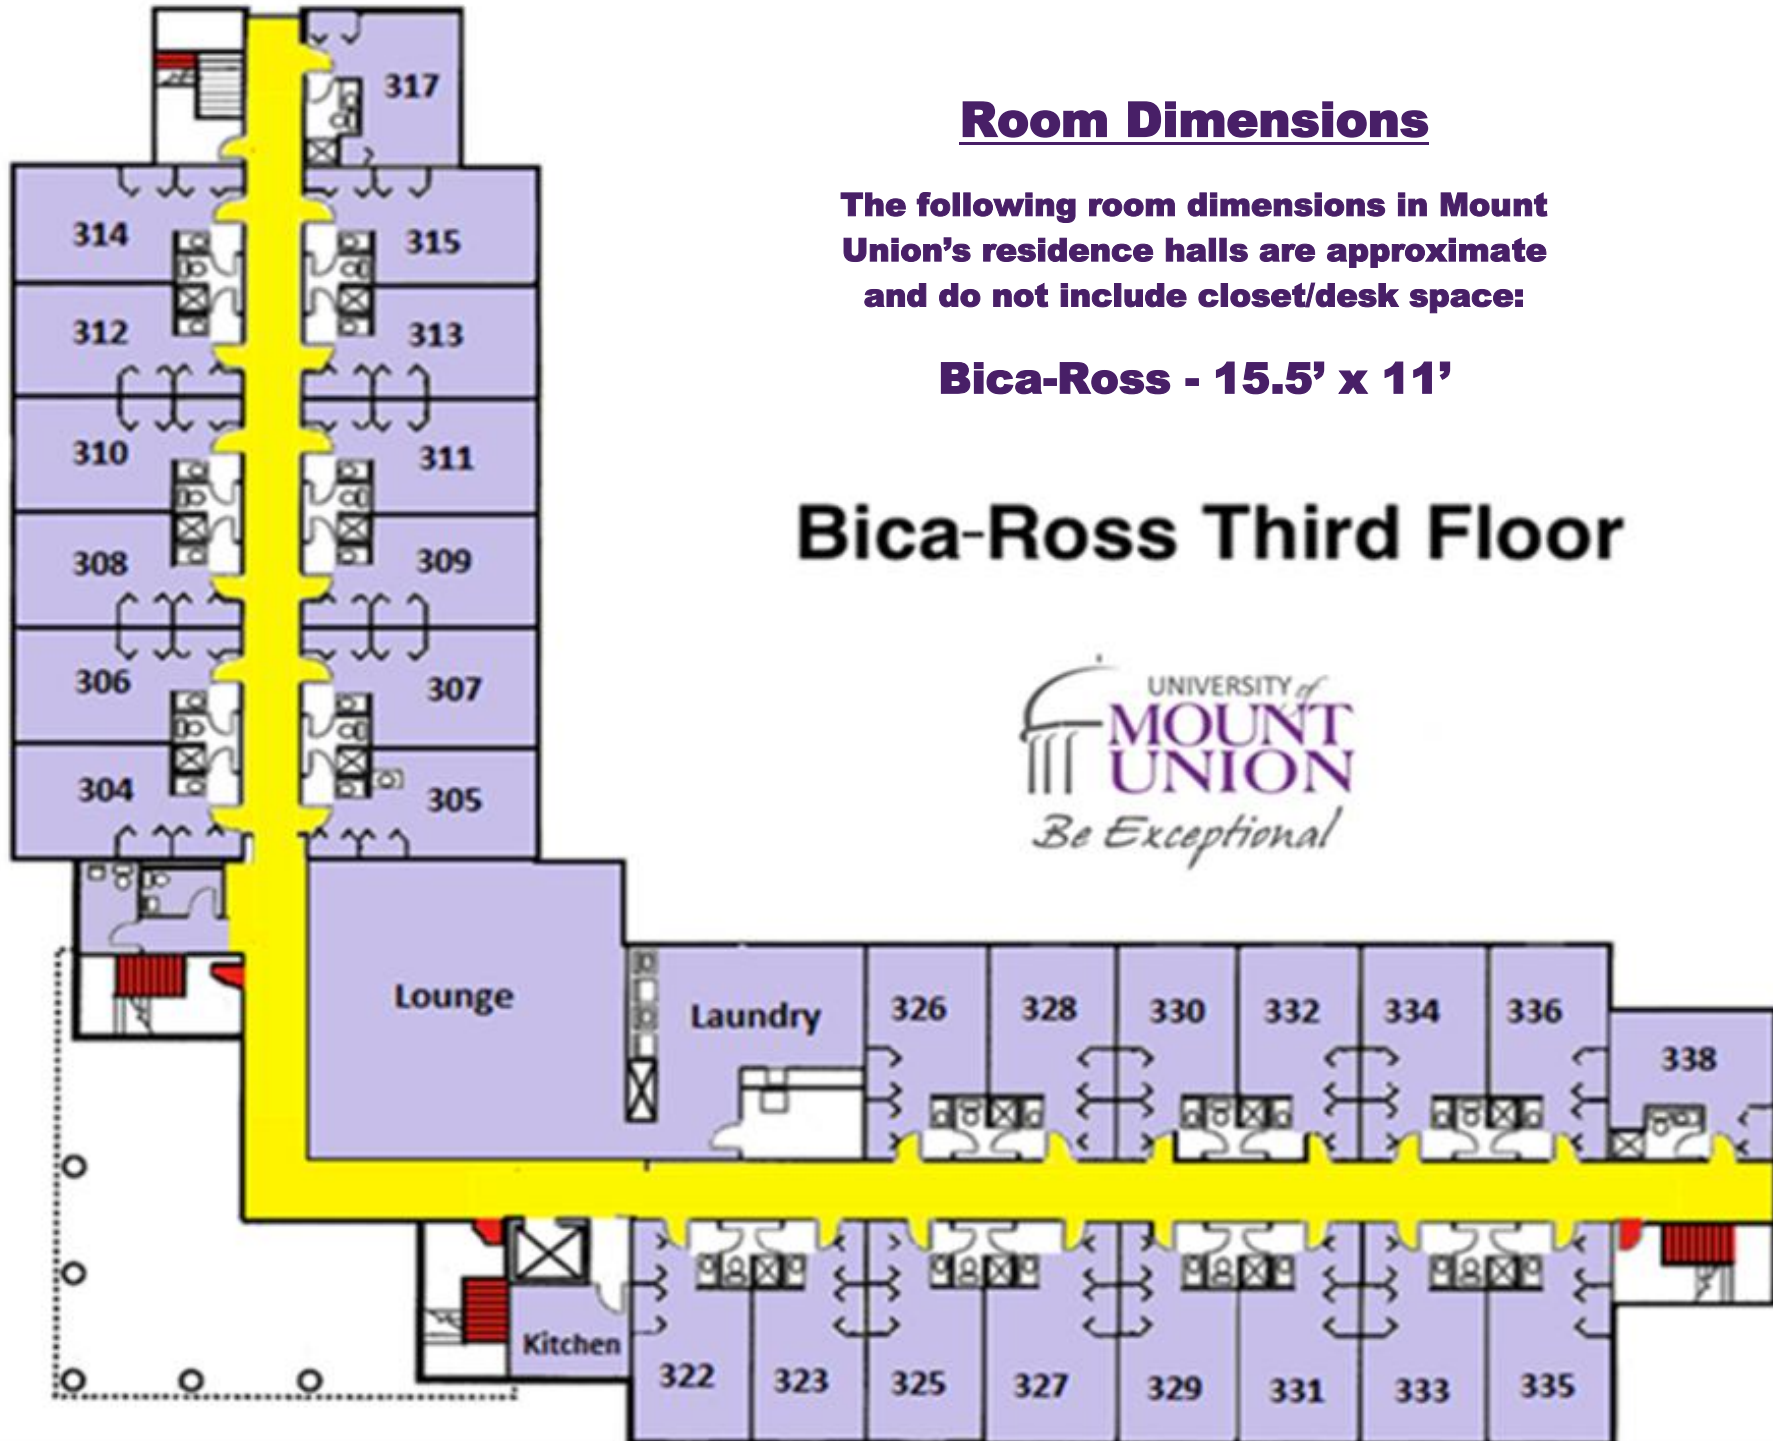 317
Room Dimensions
The following room dimensions in Mount
Union’s residence halls are approximate
and do not include closet/desk space:
Bica-Ross - 15.5’ x 11’
314
315
312
313
310
311
Bica-Ross Third Floor
308
309
306
307
UNIVERSITY of
MOUNT
UNION
Be Exceptional
304
305
Lounge
Laundry
326
328
330
332
334
336
338
Kitchen
322
323
325
327
329
331
333
335